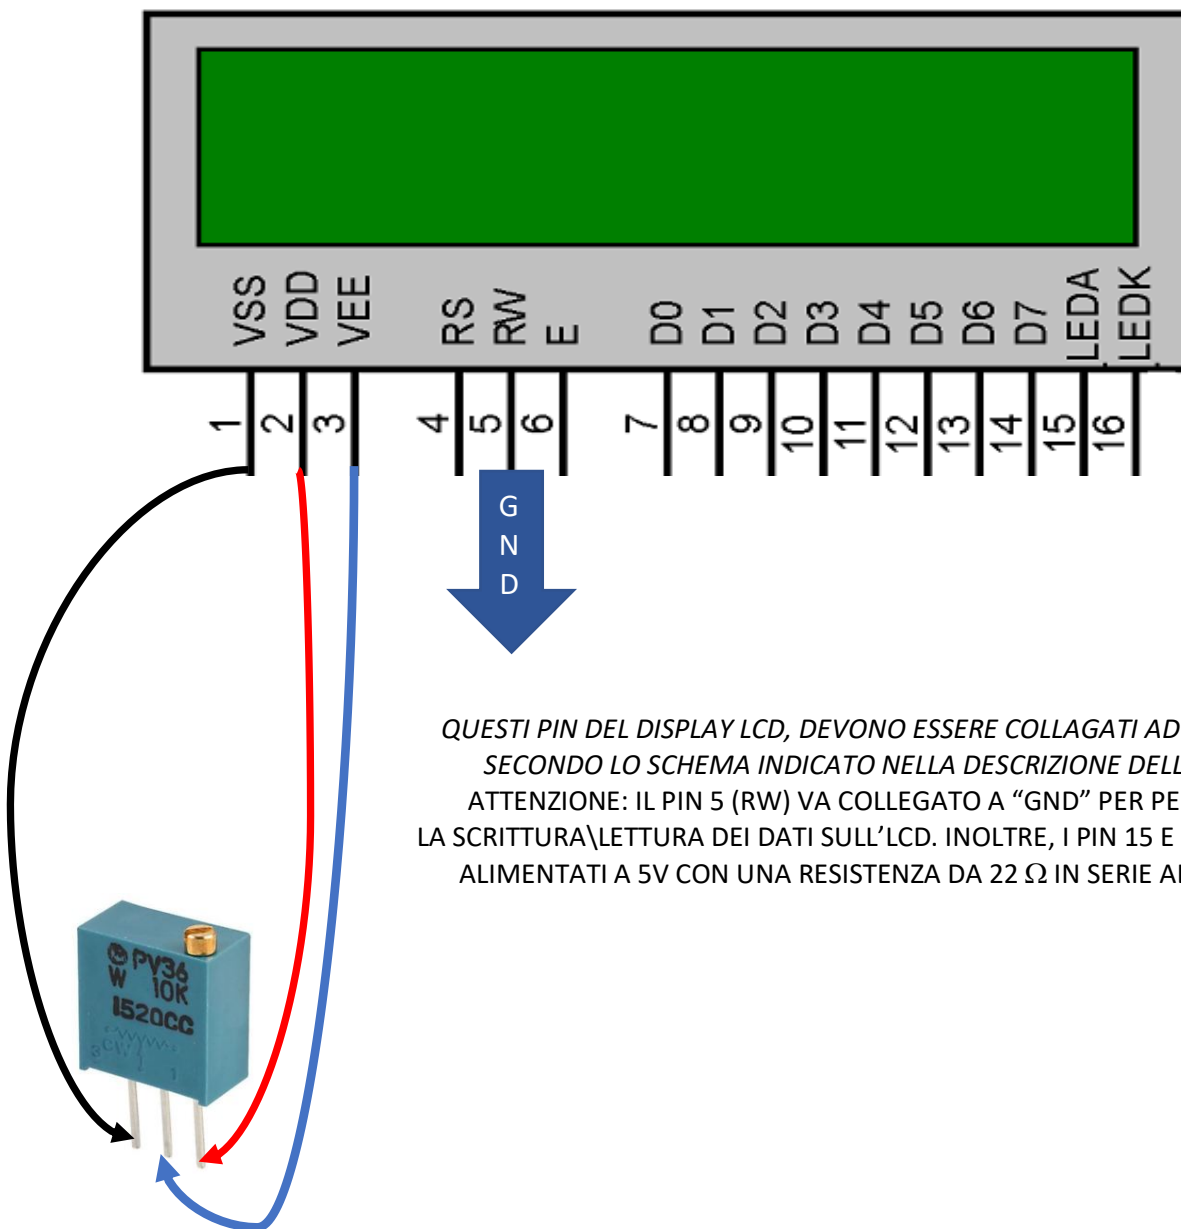 VSS
VDD
VEE
RS
RW
E
D0
D1
D2
D3
D4
D5
D6
D7
LEDA
LEDK
1
2
3
4
5
6
7
8
9
10
11
12
13
14
15
16
G
N
D
QUESTI PIN DEL DISPLAY LCD, DEVONO ESSERE COLLAGATI AD
SECONDO LO SCHEMA INDICATO NELLA DESCRIZIONE DELL
ATTENZIONE: IL PIN 5 (RW) VA COLLEGATO A “GND” PER PE
LA SCRITTURA\LETTURA DEI DATI SULL’LCD. INOLTRE, I PIN 15 E
ALIMENTATI A 5V CON UNA RESISTENZA DA 22 Ω IN SERIE A
PV36
W 10K
1520CC
3 CW 1